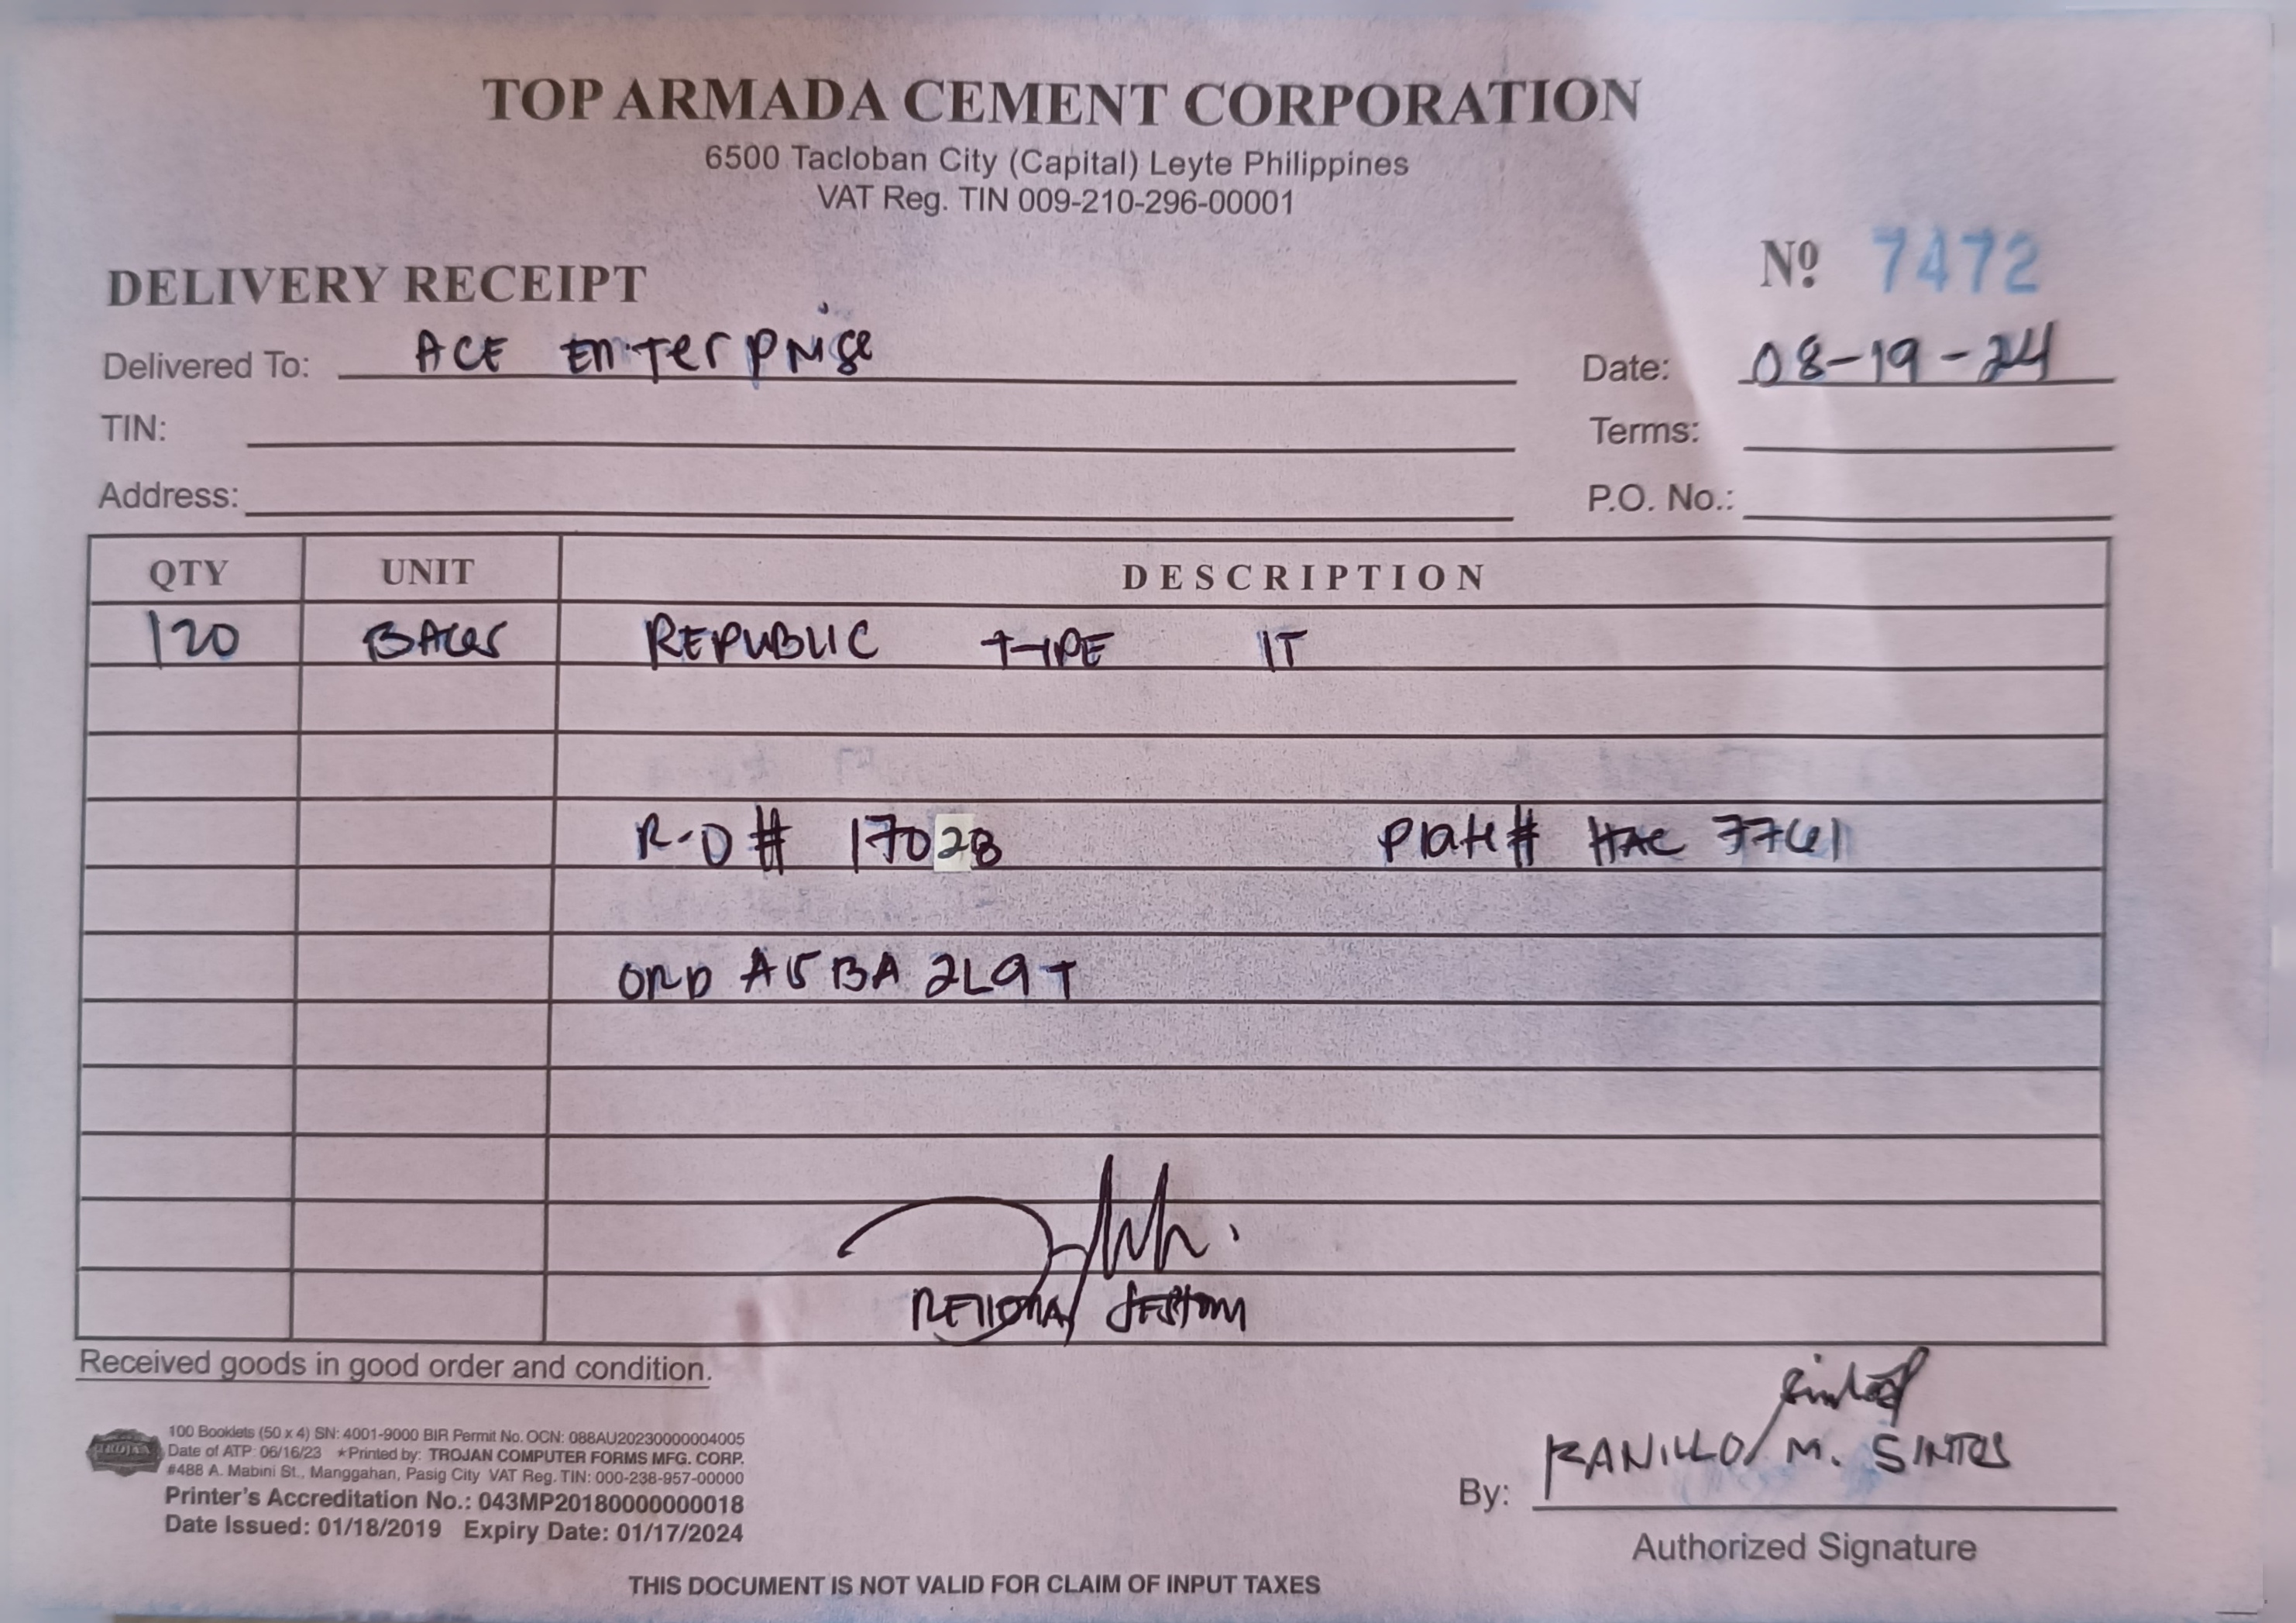 TOP ARMADA CEMENT CORPORATION
6500 Tacloban City (Capital) Leyte Philippines
VAT Reg. TIN 009-210-296-00001
Nº 7472
DELIVERY RECEIPT
Delivered To: ACE Enterprise Date: 08-19-24
TIN: Terms:
Address: P.O. No.:
QTY UNIT DESCRIPTION
120 BAGS REPUBLIC TYPE 1T
R-O # 17028 Plate# HAC 7761
ORD A15BA2L9T
Received goods in good order and condition.
TROJAN
100 Booklets (50 x 4) SN: 4001-9000 BIR Permit No. OCN: 088AU20230000004005
Date of ATP: 06/16/23 ★Printed by: TROJAN COMPUTER FORMS MFG. CORP.
#488 A. Mabini St., Manggahan, Pasig City VAT Reg. TIN: 000-238-957-00000
Printer's Accreditation No.: 043MP20180000000018
Date Issued: 01/18/2019 Expiry Date: 01/17/2024
By: RANILLO M. SINTOS
Authorized Signature
THIS DOCUMENT IS NOT VALID FOR CLAIM OF INPUT TAXES